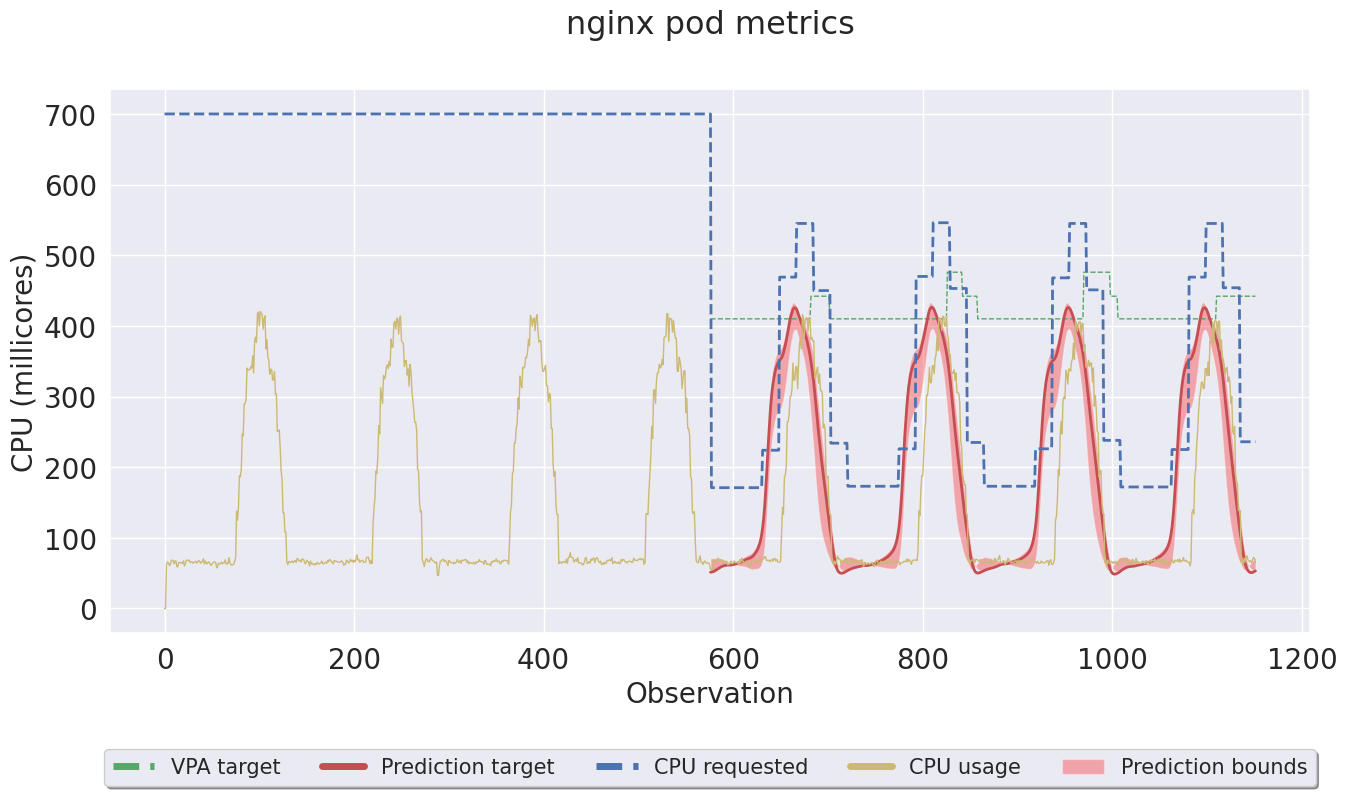 nginx pod metrics
CPU (millicores)
700
600
500
400
300
200
100
0
0 200 400 600 800 1000 1200
Observation
VPA target Prediction target CPU requested CPU usage Prediction bounds